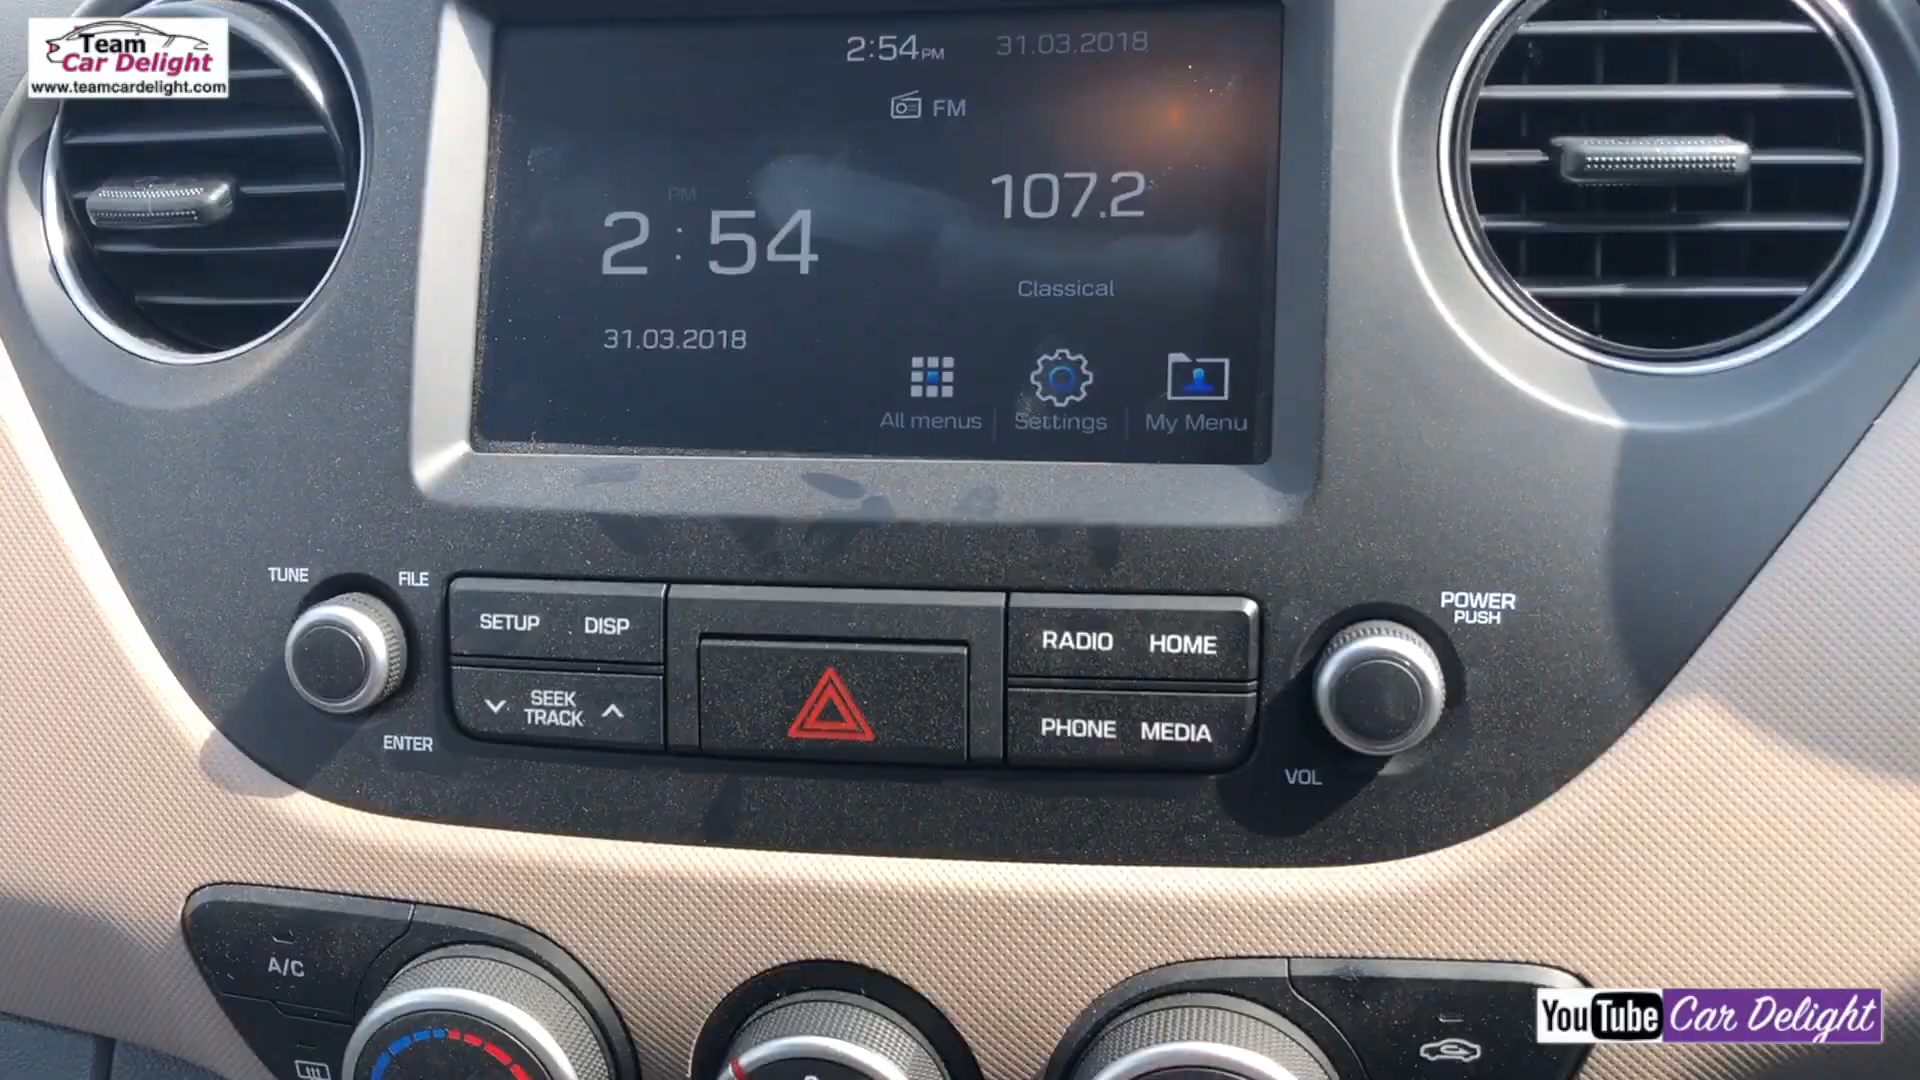 Team
Car Delight
www.teamcardelight.com
2:54 PM 31.03.2018
FM
PM
2:54
31.03.2018
107.2
Classical
All menus
Settings
My Menu
TUNE
FILE
ENTER
SETUP DISP
SEEK
TRACK
RADIO HOME
PHONE MEDIA
POWER
PUSH
VOL
A/C
YouTube Car Delight